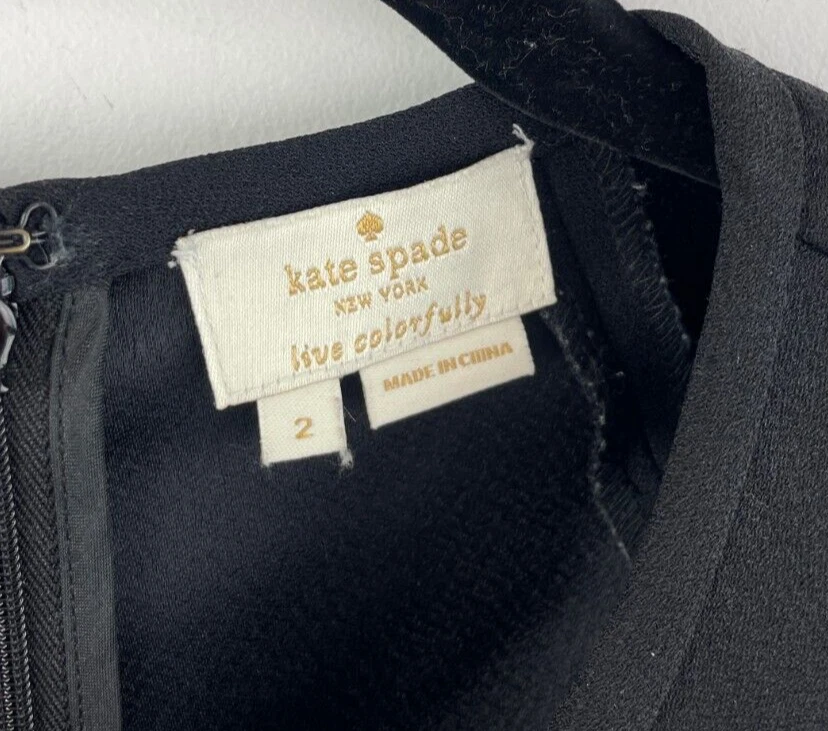 kate spade
NEW YORK
live colorfully
MADE IN CHINA
2